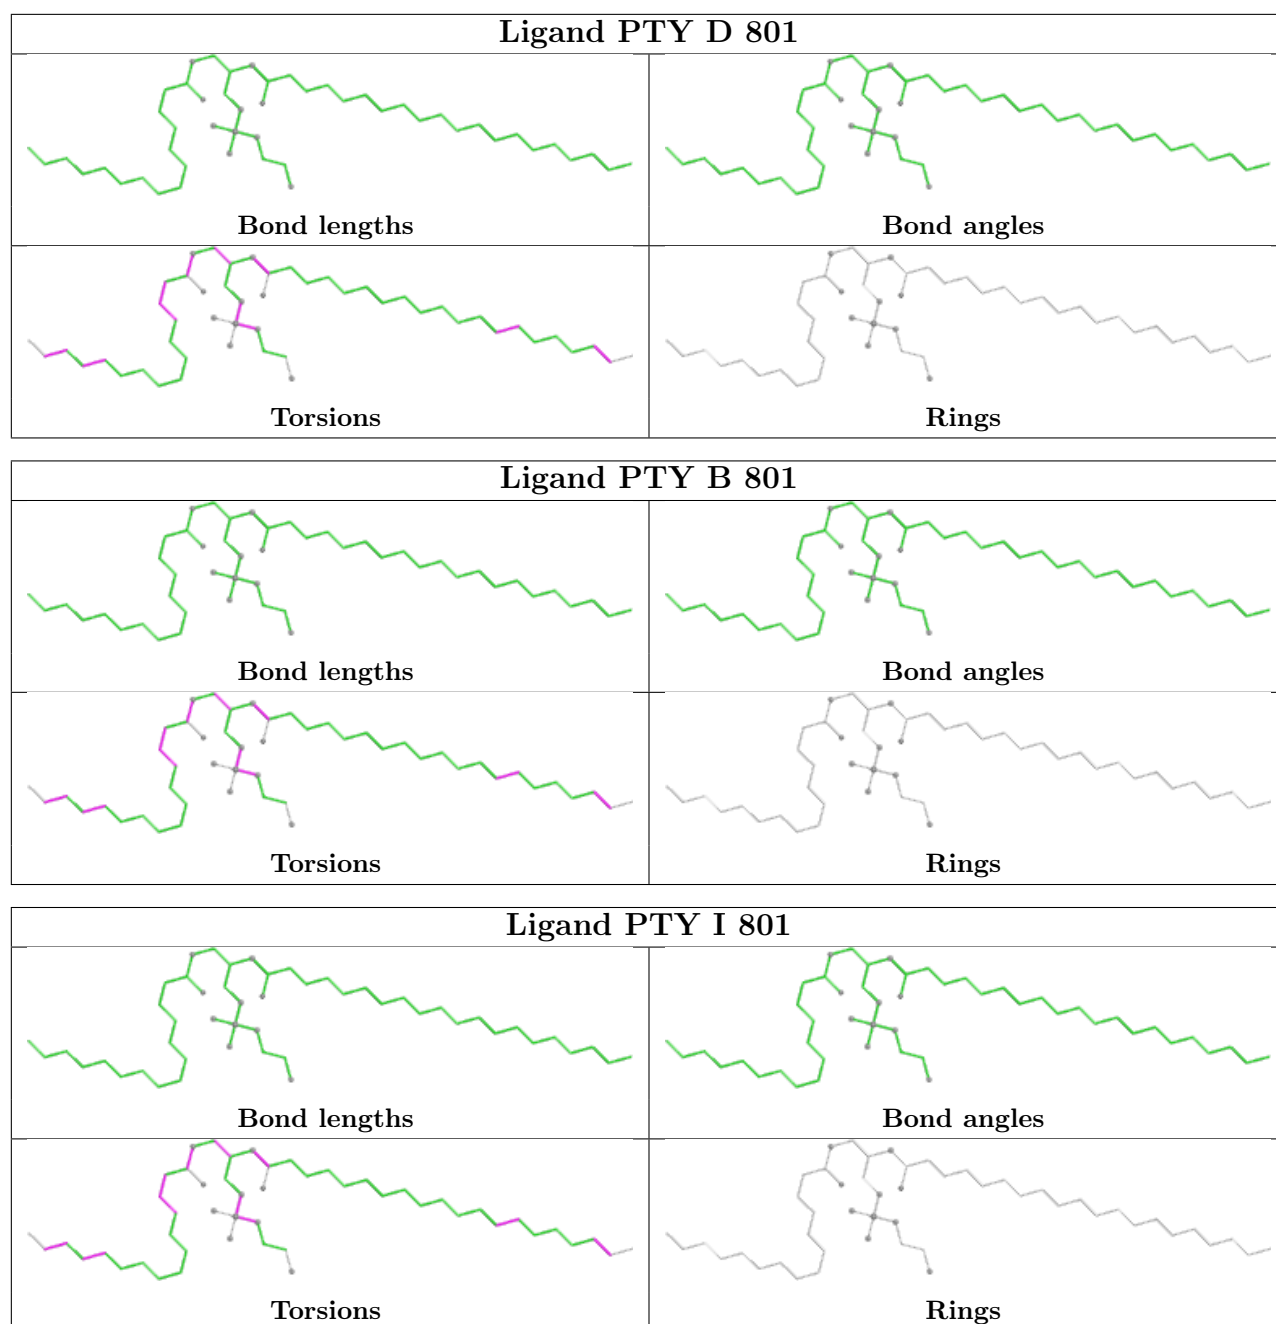 Ligand PTY D 801
Bond lengths
Bond angles
Torsions
Rings
Ligand PTY B 801
Bond lengths
Bond angles
Torsions
Rings
Ligand PTY I 801
Bond lengths
Bond angles
Torsions
Rings